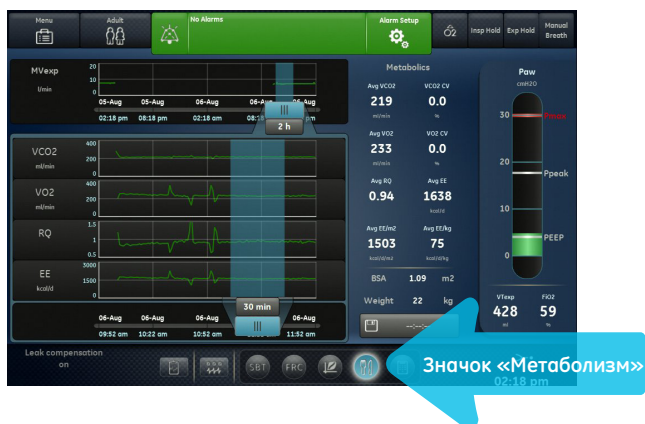 Menu
Adult
No Alarms
Alarm Setup
O2
Insp Hold
Exp Hold
Manual Breath
MVexp
l/min
20
10
0
05-Aug 05-Aug 06-Aug 06-Aug
02:18 pm 08:18 pm 02:18 am
2 h
VCO2
ml/min
400
200
0
VO2
ml/min
400
200
0
RQ
1.5
1
0.5
EE
kcal/d
3000
1500
0
30 min
06-Aug 06-Aug 06-Aug 06-Aug
09:52 am 10:22 am 10:52 am 11:52 am
Metabolics
Avg VCO2 VCO2 CV
219 0.0
ml/min %
Avg VO2 VO2 CV
233 0.0
ml/min %
Avg RQ Avg EE
0.94 1638
kcal/d
Avg EE/m2 Avg EE/kg
1503 75
kcal/d/m2 kcal/d/kg
BSA 1.09 m2
Weight 22 kg
--:--:--
Paw
cmH2O
30
Pmax
20
Ppeak
10
PEEP
0
VTexp FiO2
428 59
ml %
Leak compensation
on
SBT
FRC
Значок «Метаболизм»
02:18 pm